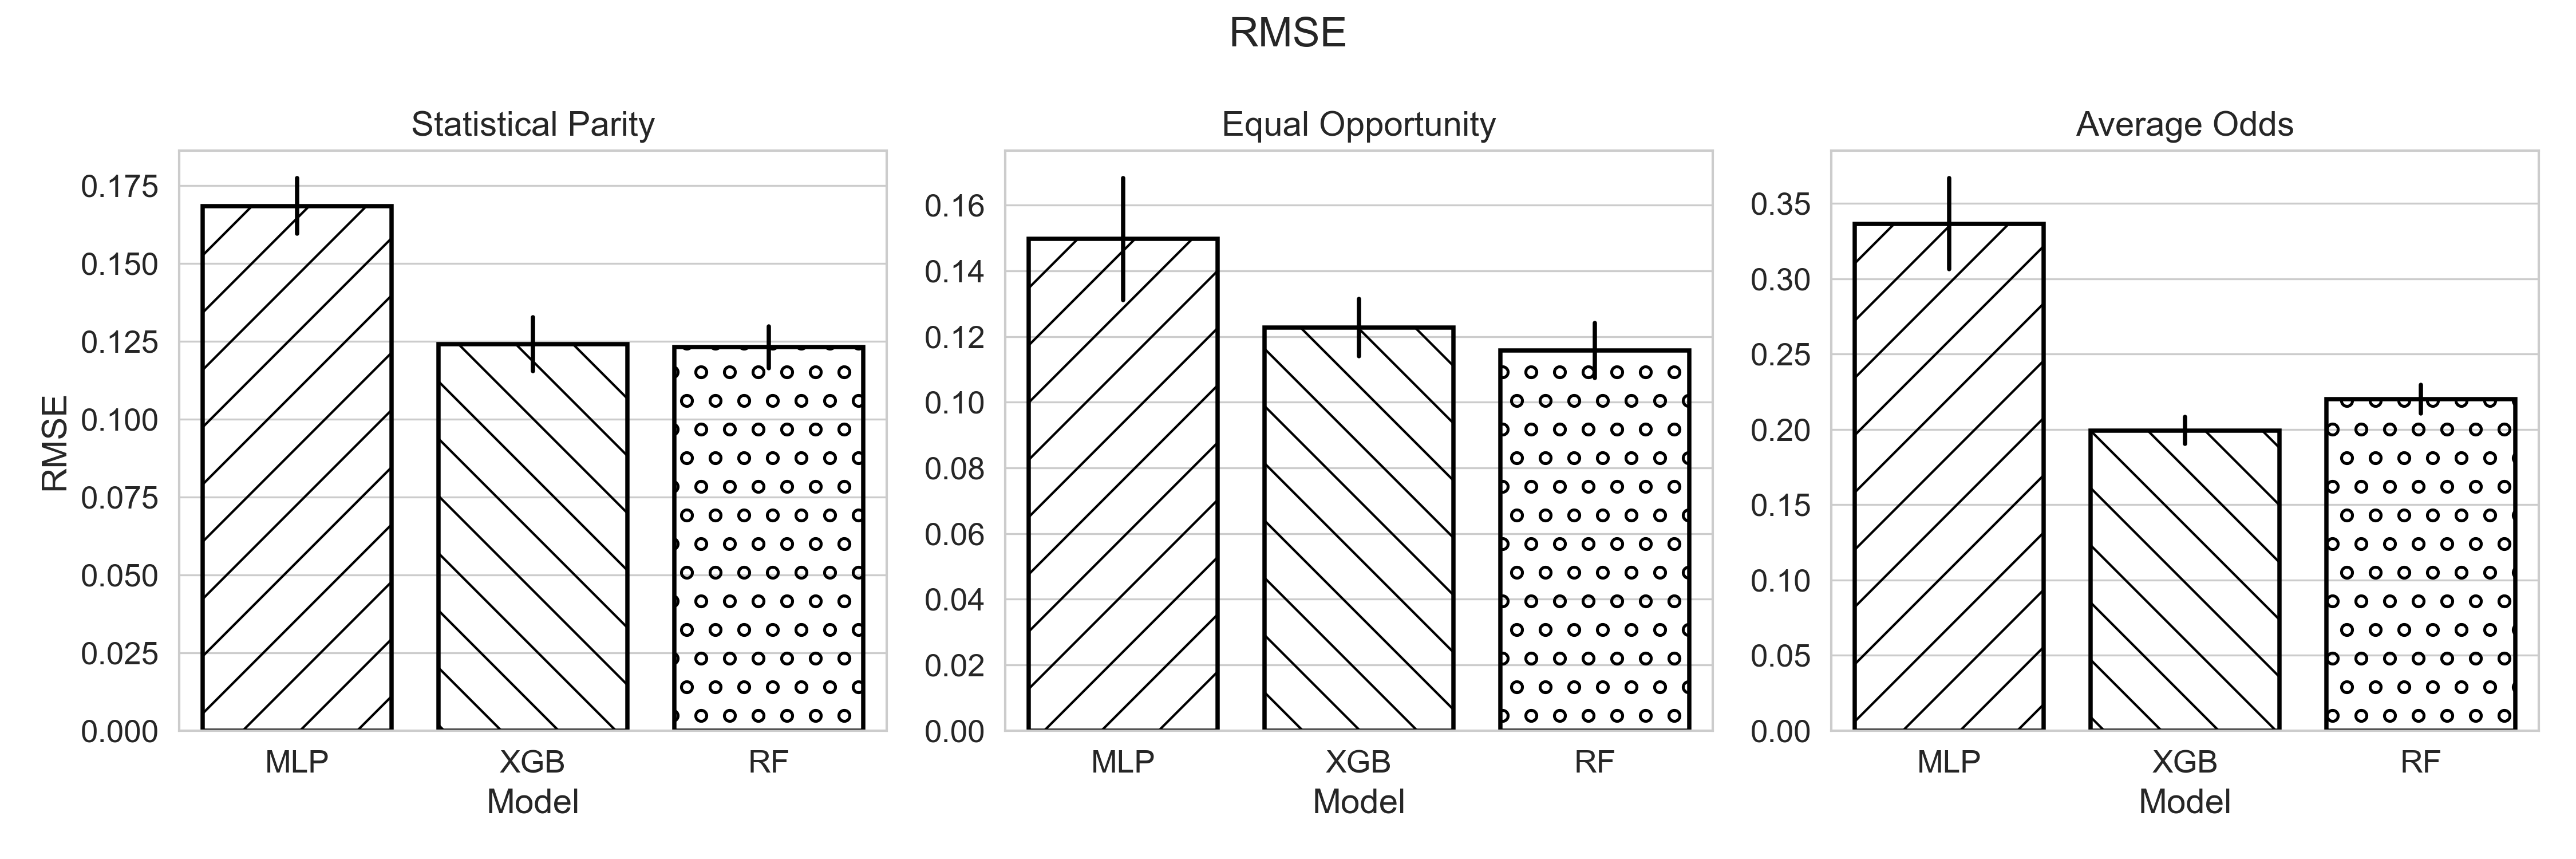 RMSE
Statistical Parity
Equal Opportunity
Average Odds
RMSE
0.175
0.150
0.125
0.100
0.075
0.050
0.025
0.000
MLP
XGB
RF
Model
0.16
0.14
0.12
0.10
0.08
0.06
0.04
0.02
0.00
MLP
XGB
RF
Model
0.35
0.30
0.25
0.20
0.15
0.10
0.05
0.00
MLP
XGB
RF
Model